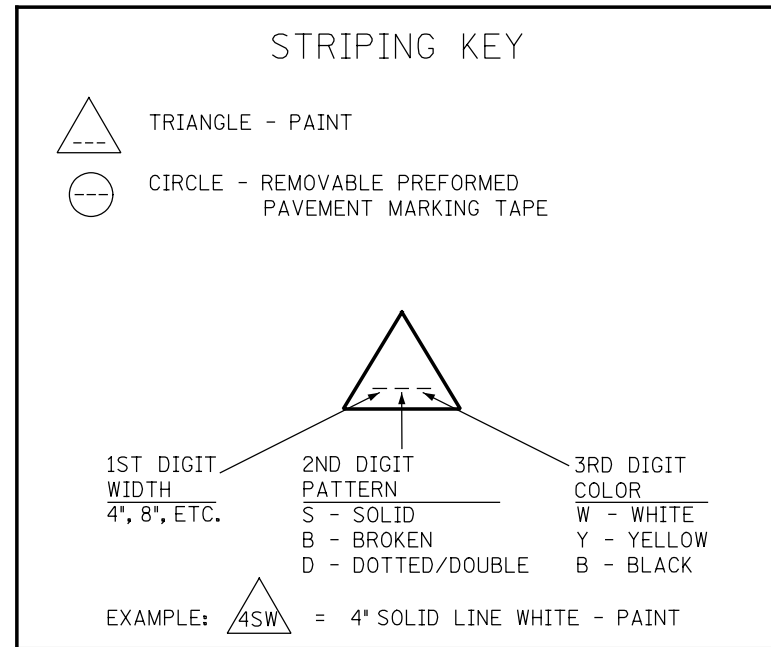 STRIPING KEY
TRIANGLE - PAINT
CIRCLE - REMOVABLE PREFORMED
PAVEMENT MARKING TAPE
1ST DIGIT
WIDTH
4", 8", ETC.
2ND DIGIT
PATTERN
S - SOLID
B - BROKEN
D - DOTTED/DOUBLE
3RD DIGIT
COLOR
W - WHITE
Y - YELLOW
B - BLACK
EXAMPLE: 4SW = 4" SOLID LINE WHITE - PAINT